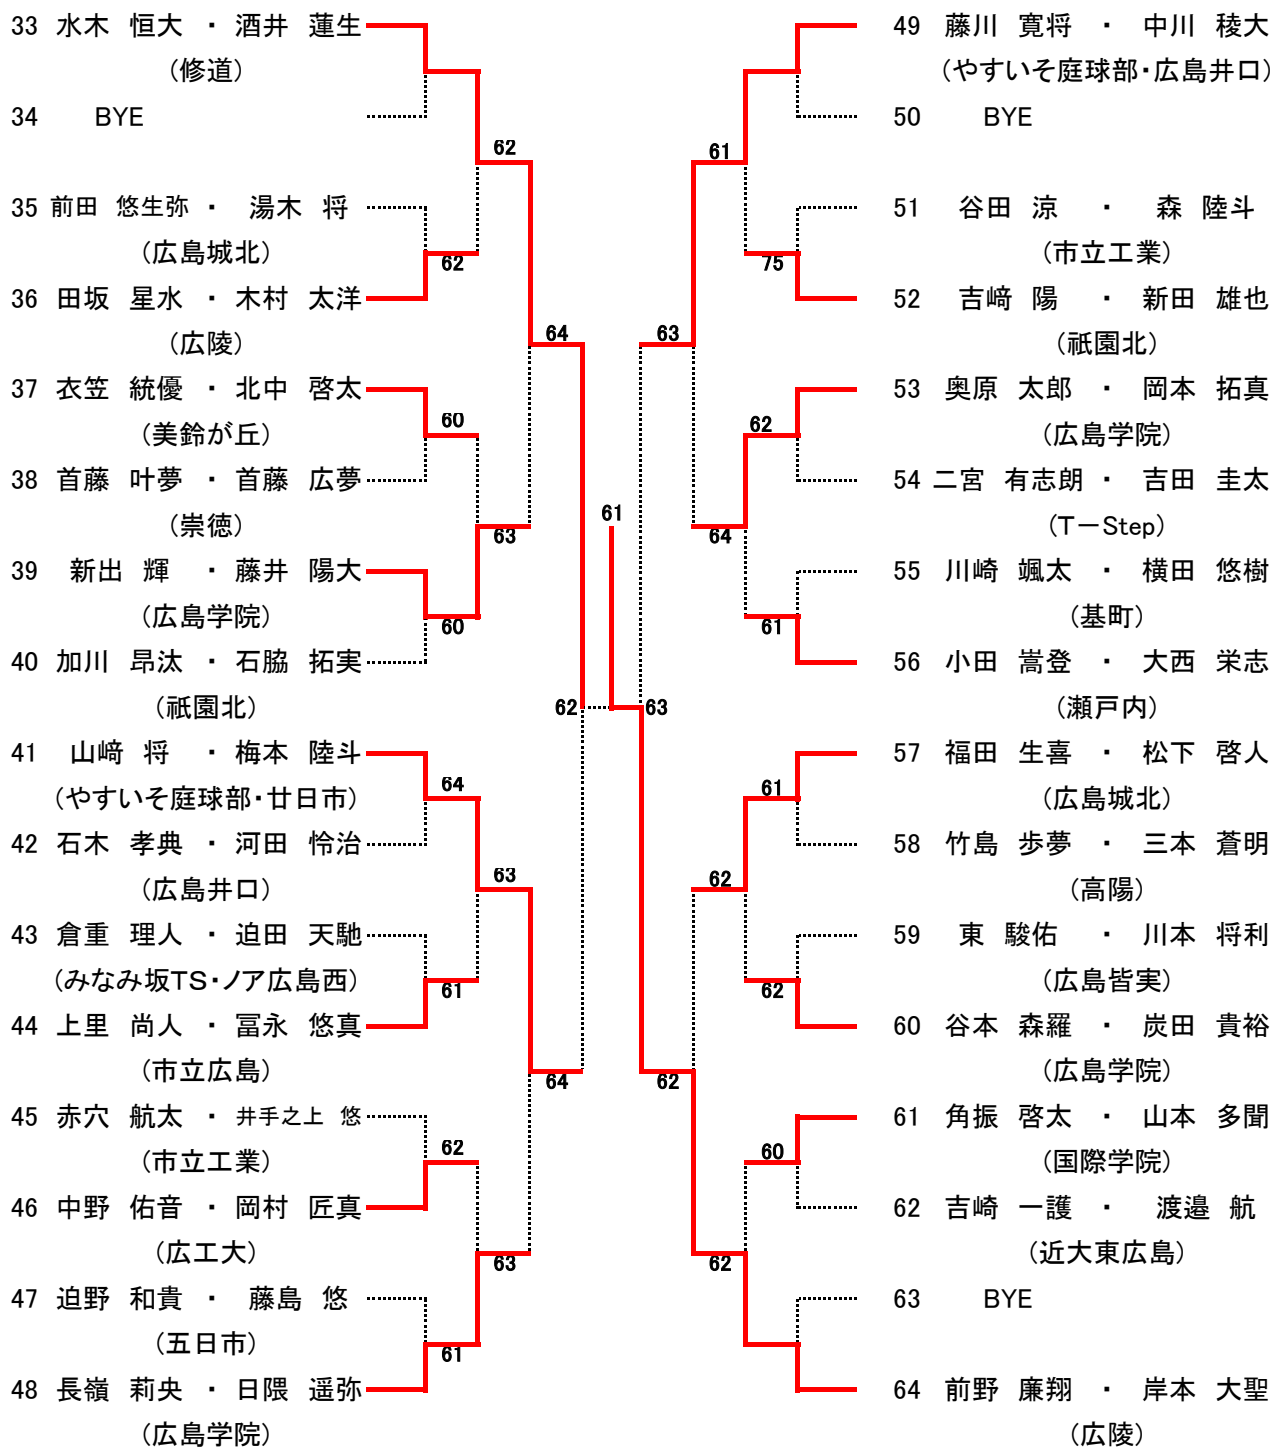 33 水木 恒大 ・ 酒井 蓮生
(修道)
34 BYE
62
35 前田 悠生弥 ・ 湯木 将
(広島城北)
62
36 田坂 星水 ・ 木村 太洋
(広陵)
64
37 衣笠 統優 ・ 北中 啓太
60
(美鈴が丘)
38 首藤 叶夢 ・ 首藤 広夢
(崇徳)
63
39 新出 輝 ・ 藤井 陽大
(広島学院)
60
40 加川 昂汰 ・ 石脇 拓実
(祇園北)
62
41 山﨑 将 ・ 梅本 陸斗
64
(やすいそ庭球部・廿日市)
42 石木 孝典 ・ 河田 怜治
63
(広島井口)
43 倉重 理人 ・ 迫田 天馳
(みなみ坂TS・ノア広島西)
61
44 上里 尚人 ・ 冨永 悠真
(市立広島)
64
45 赤穴 航太 ・ 井手之上 悠
62
(市立工業)
46 中野 佑音 ・ 岡村 匠真
(広工大)
63
47 迫野 和貴 ・ 藤島 悠
(五日市)
61
48 長嶺 莉央 ・ 日隈 遥弥
(広島学院)
61
49 藤川 寛将 ・ 中川 稜大
(やすいそ庭球部・広島井口)
50 BYE
61
51 谷田 涼 ・ 森 陸斗
(市立工業)
75
52 吉﨑 陽 ・ 新田 雄也
63
(祇園北)
53 奥原 太郎 ・ 岡本 拓真
62
(広島学院)
54 二宮 有志朗 ・ 吉田 圭太
(T－Step)
64
55 川崎 颯太 ・ 横田 悠樹
(基町)
61
56 小田 嵩登 ・ 大西 栄志
(瀬戸内)
63
57 福田 生喜 ・ 松下 啓人
61
(広島城北)
58 竹島 歩夢 ・ 三本 蒼明
62
(高陽)
59 東 駿佑 ・ 川本 将利
(広島皆実)
62
60 谷本 森羅 ・ 炭田 貴裕
(広島学院)
62
61 角振 啓太 ・ 山本 多聞
60
(国際学院)
62 吉崎 一護 ・ 渡邉 航
(近大東広島)
62
63 BYE
64 前野 廉翔 ・ 岸本 大聖
(広陵)